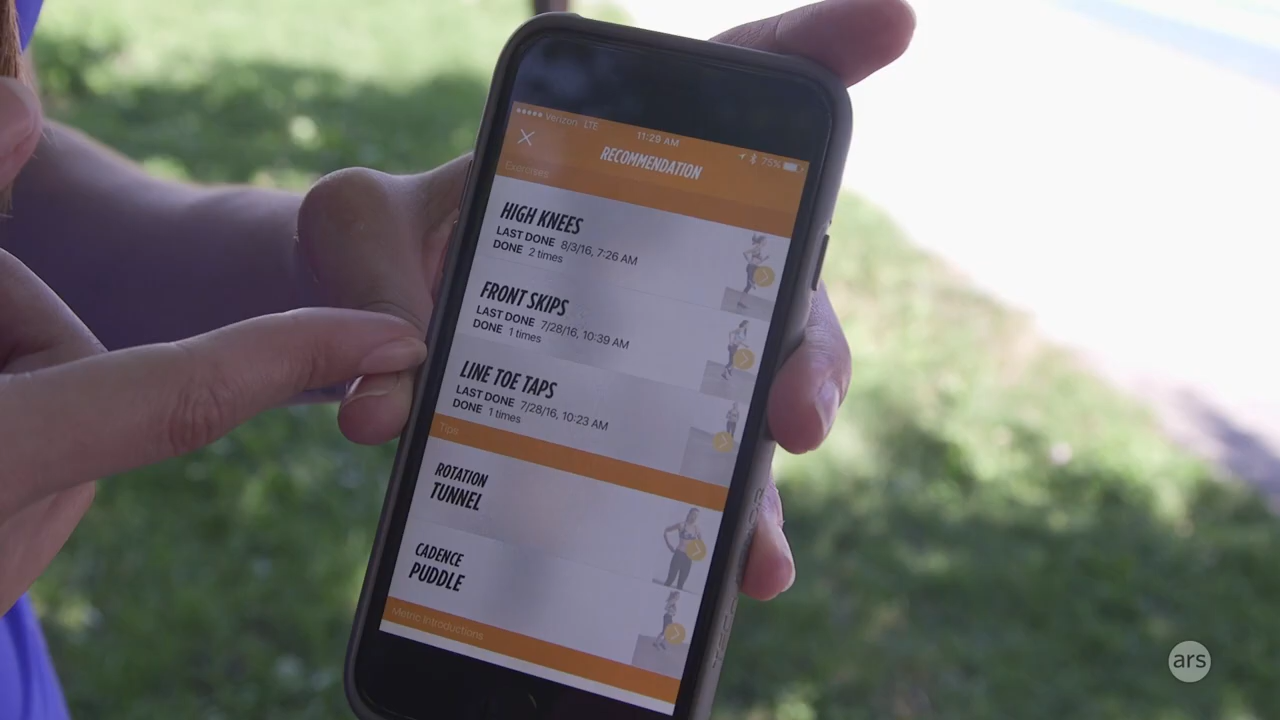 Verizon LTE 11:29 AM 75%
RECOMMENDATION
Exercises
HIGH KNEES
LAST DONE 8/3/16, 7:26 AM
DONE 2 times
FRONT SKIPS
LAST DONE 7/28/16, 10:39 AM
DONE 1 times
LINE TOE TAPS
LAST DONE 7/28/16, 10:23 AM
DONE 1 times
Tips
ROTATION
TUNNEL
CADENCE
PUDDLE
Metric Introductions
ars